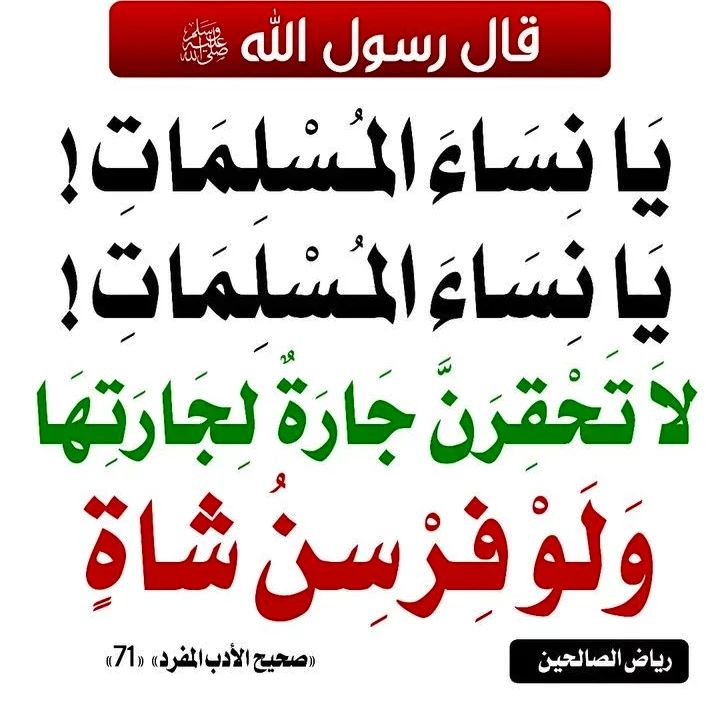 قال رسول الله ﷺ
يَا نِسَاءَ المُسْلِمَاتِ!
يَا نِسَاءَ المُسْلِمَاتِ!
لَا تَحْقِرَنَّ جَارَةٌ لِجَارَتِهَا
وَلَوْ فِرْسِنُ شَاةٍ
رياض الصالحين «صحيح الأدب المفرد» «71»